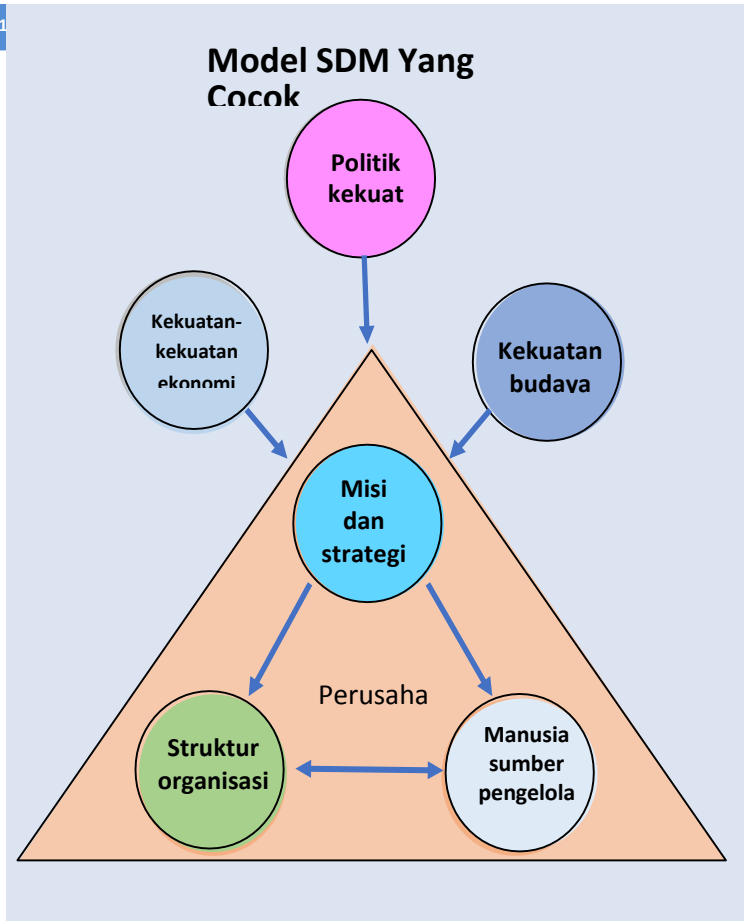 1
Model SDM Yang
Cocok
Politik
kekuat
Kekuatan-
kekuatan
ekonomi
Kekuatan
budaya
Misi
dan
strategi
Perusaha
Struktur
organisasi
Manusia
sumber
pengelola